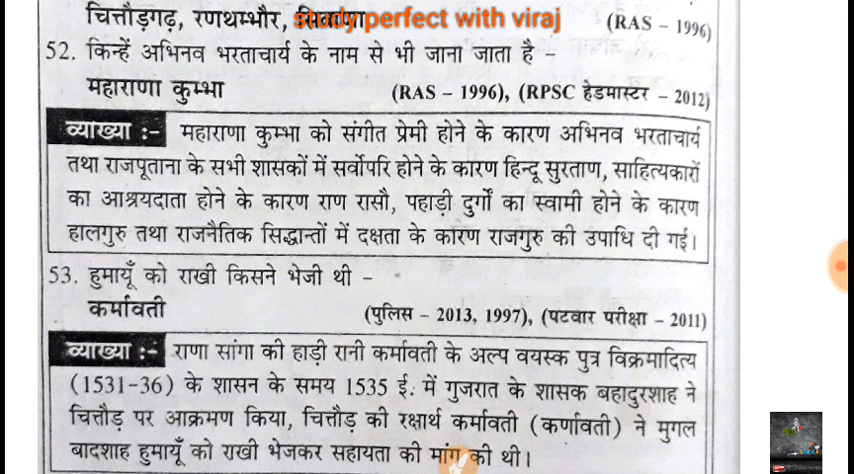 चित्तौड़गढ़, रणथम्भौर, सिवाणा (RAS – 1996)
study perfect with viraj
52. किन्हें अभिनव भरताचार्य के नाम से भी जाना जाता है –
महाराणा कुम्भा (RAS – 1996), (RPSC हैडमास्टर – 2012)
व्याख्या :– महाराणा कुम्भा को संगीत प्रेमी होने के कारण अभिनव भरताचार्य
तथा राजपूताना के सभी शासकों में सर्वोपरि होने के कारण हिन्दू सुरताण, साहित्यकारों
का आश्रयदाता होने के कारण राण रासौ, पहाड़ी दुर्गों का स्वामी होने के कारण
हालगुरु तथा राजनैतिक सिद्धान्तों में दक्षता के कारण राजगुरु की उपाधि दी गई।
53. हुमायूँ को राखी किसने भेजी थी –
कर्मावती (पुलिस – 2013, 1997), (पटवार परीक्षा – 2011)
व्याख्या :– राणा सांगा की हाड़ी रानी कर्मावती के अल्प वयस्क पुत्र विक्रमादित्य
(1531–36) के शासन के समय 1535 ई. में गुजरात के शासक बहादुरशाह ने
चित्तौड़ पर आक्रमण किया, चित्तौड़ की रक्षार्थ कर्मावती (कर्णावती) ने मुगल
बादशाह हुमायूँ को राखी भेजकर सहायता की मांग की थी।